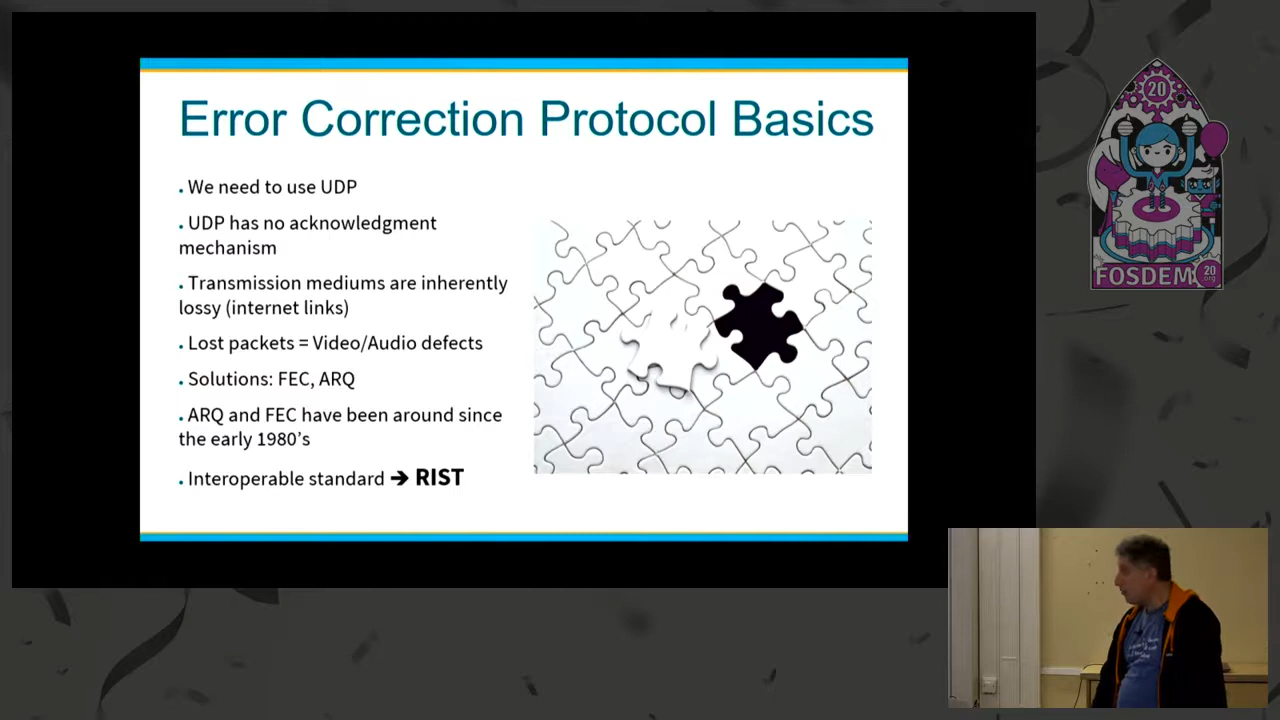 Error Correction Protocol Basics
. We need to use UDP
. UDP has no acknowledgment
mechanism
. Transmission mediums are inherently
lossy (internet links)
. Lost packets = Video/Audio defects
. Solutions: FEC, ARQ
. ARQ and FEC have been around since
the early 1980’s
. Interoperable standard ➔ RIST
20
FOSDEM
20
.org